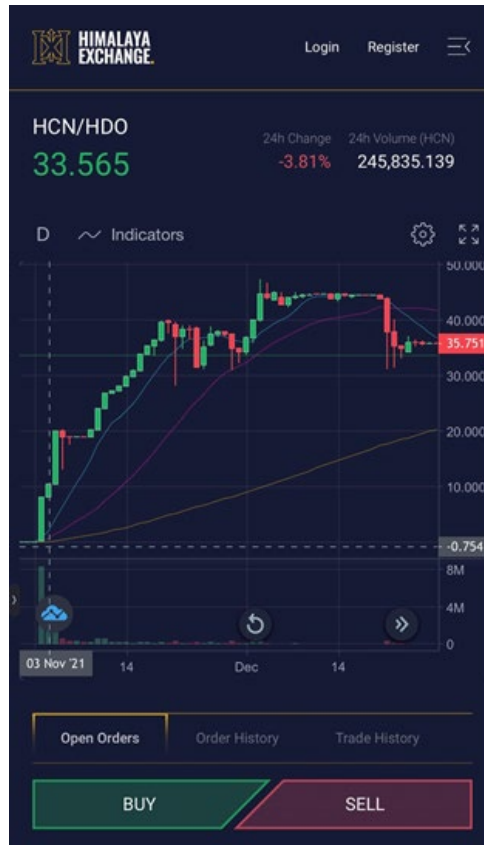 HIMALAYA
EXCHANGE.
Login Register
HCN/HDO
24h Change 24h Volume (HCN)
33.565
-3.81% 245,835.139
D Indicators
50.000
40.000
35.751
30.000
20.000
10.000
-0.754
8M
4M
0
03 Nov '21 14 Dec 14
Open Orders Order History Trade History
BUY SELL